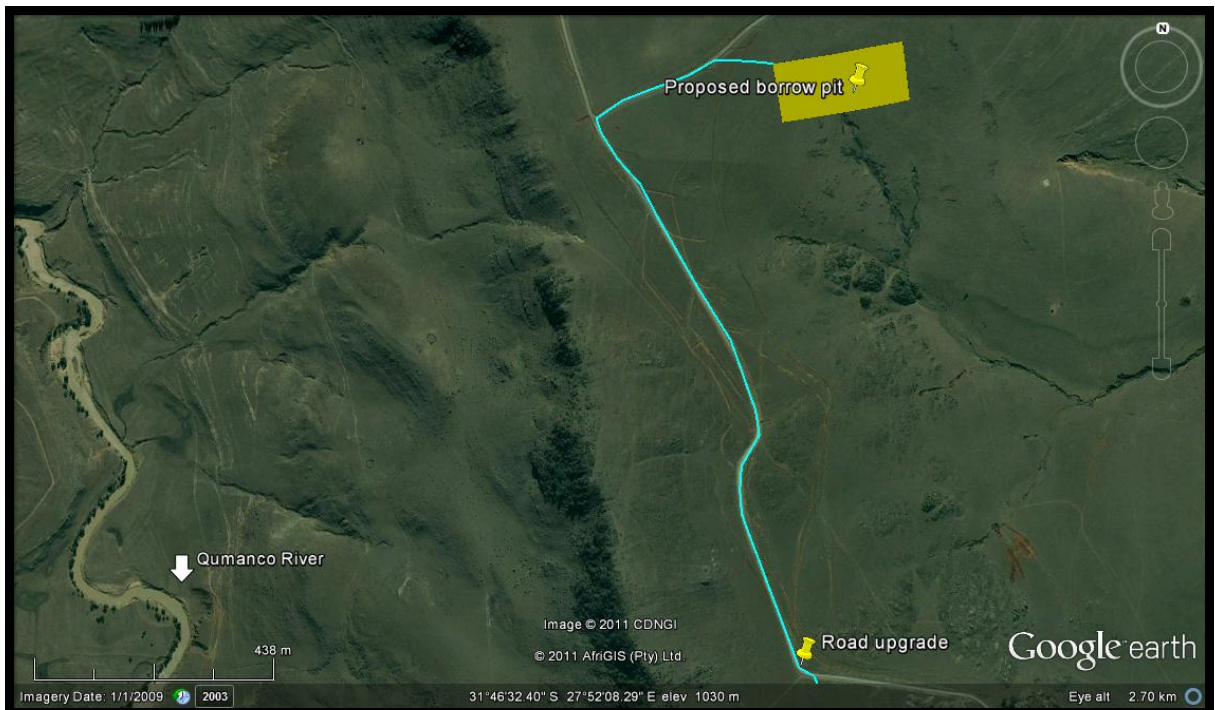 N
Proposed borrow pit
Qumanco River
Road upgrade
Image © 2011 CDNGI
© 2011 AfriGIS (Pty) Ltd.
Google earth
438 m
Imagery Date: 1/1/2009 2003 31°46'32.40" S 27°52'08.29" E elev 1030 m Eye alt 2.70 km